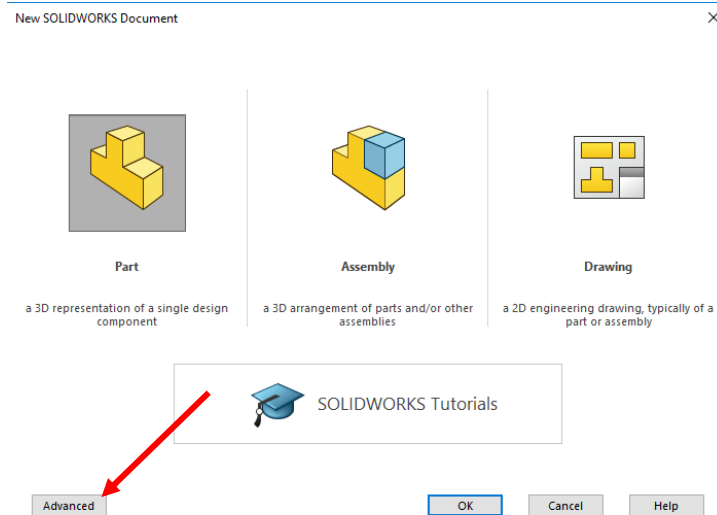 New SOLIDWORKS Document
Part
Assembly
Drawing
a 3D representation of a single design
component
a 3D arrangement of parts and/or other
assemblies
a 2D engineering drawing, typically of a
part or assembly
SOLIDWORKS Tutorials
Advanced
OK
Cancel
Help